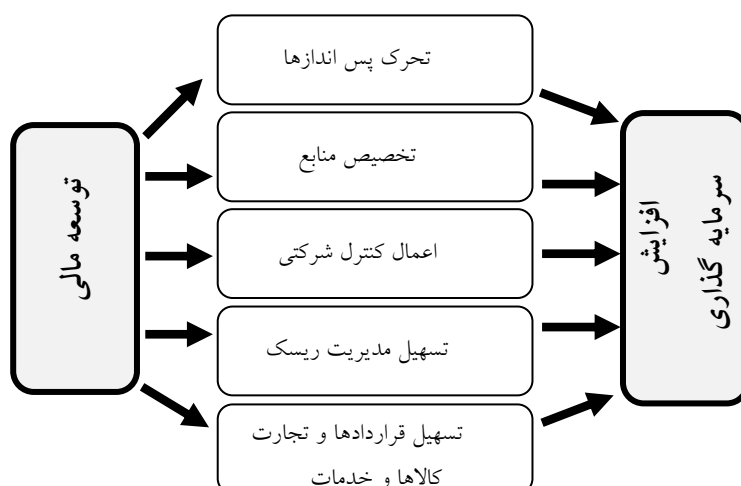 تحرک پس اندازها
تخصیص منابع
اعمال کنترل شرکتی
تسهیل مدیریت ریسک
تسهیل قراردادها و تجارت
کالاها و خدمات
توسعه مالی
افزایش
سرمایه گذاری